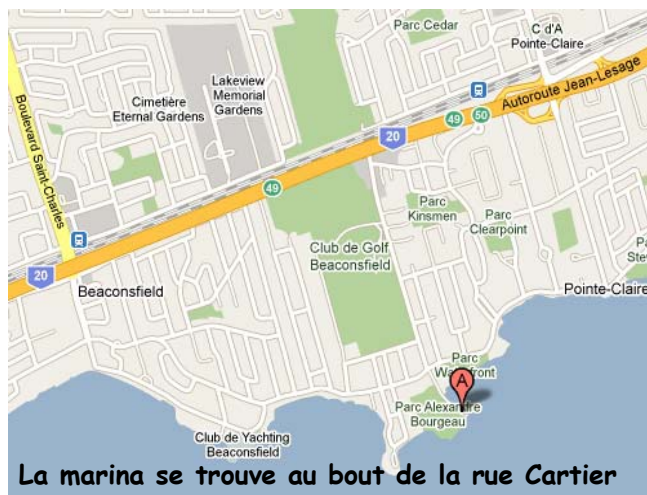 Parc Cedar
C d'A
Pointe-Claire
Lakeview
Memorial
Gardens
Cimetière
Eternal Gardens
Autoroute Jean-Lesage
Boulevard Saint-Charles
49
50
20
49
Parc
Kinsmen
Parc
Clearpoint
Club de Golf
Beaconsfield
20
Beaconsfield
Pointe-Claire
Parc
A
Parc Alexandre
Bourgeau
Club de Yachting
Beaconsfield
La marina se trouve au bout de la rue Cartier